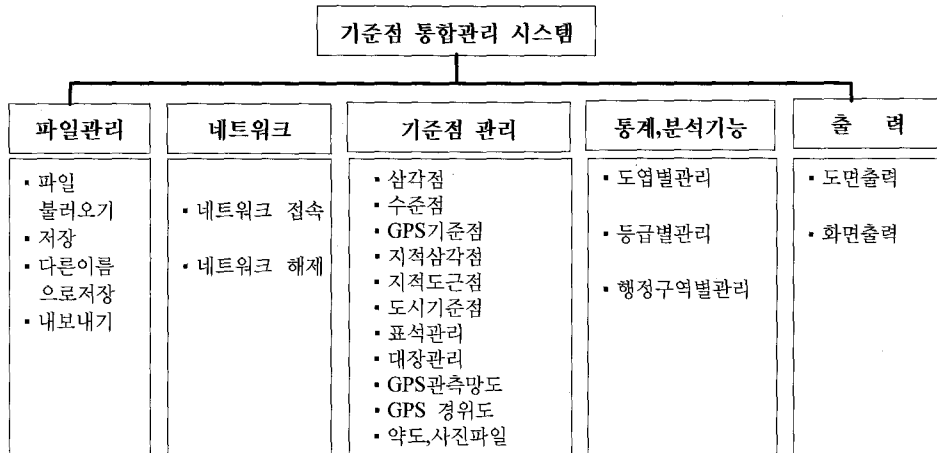 기준점 통합관리 시스템
파일관리
▪ 파일
불러오기
▪ 저장
▪ 다른이름
으로저장
▪ 내보내기
네트워크
▪ 네트워크 접속
▪ 네트워크 해제
기준점 관리
▪ 삼각점
▪ 수준점
▪ GPS기준점
▪ 지적삼각점
▪ 지적도근점
▪ 도시기준점
▪ 표석관리
▪ 대장관리
▪ GPS관측망도
▪ GPS 경위도
▪ 약도,사진파일
통계,분석기능
▪ 도엽별관리
▪ 등급별관리
▪ 행정구역별관리
출 력
▪ 도면출력
▪ 화면출력